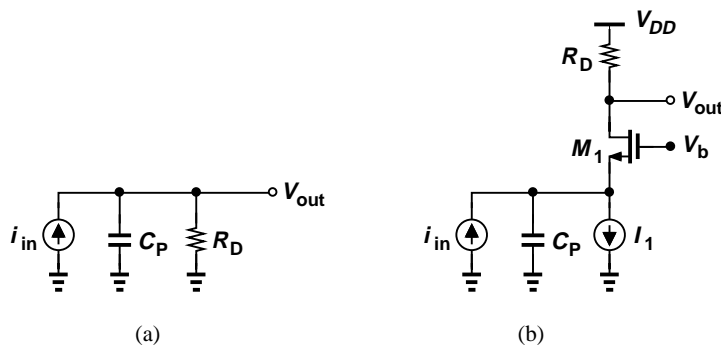 V_DD
R_D
V_out
M_1
V_b
V_out
i_in
C_P
R_D
i_in
C_P
I_1
(a)
(b)